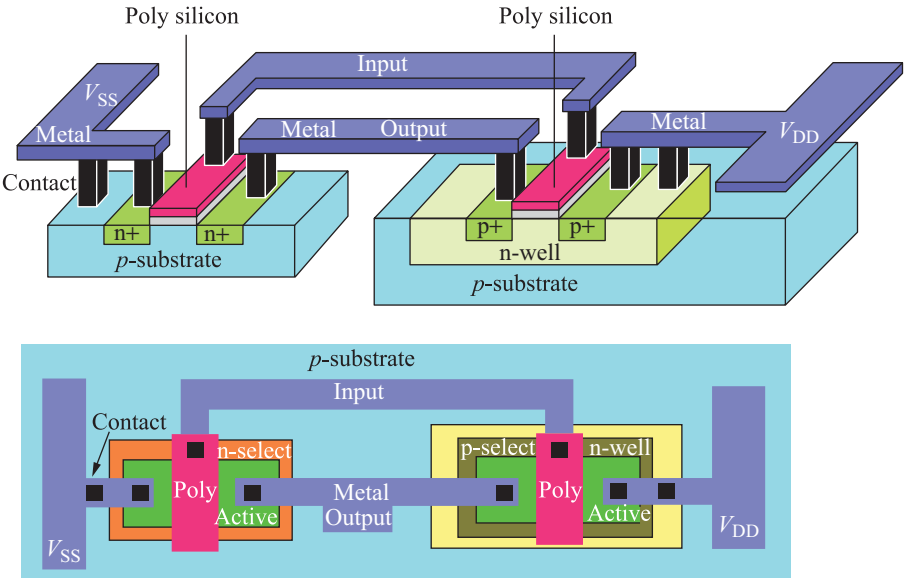 Poly silicon
Poly silicon
Input
V_SS
Metal
Metal Output
Metal
V_DD
Contact
n+
n+
p+
p+
n-well
p-substrate
p-substrate
p-substrate
Input
Contact
n-select
p-select
n-well
Poly
Metal
Poly
Active
Output
Active
V_SS
V_DD